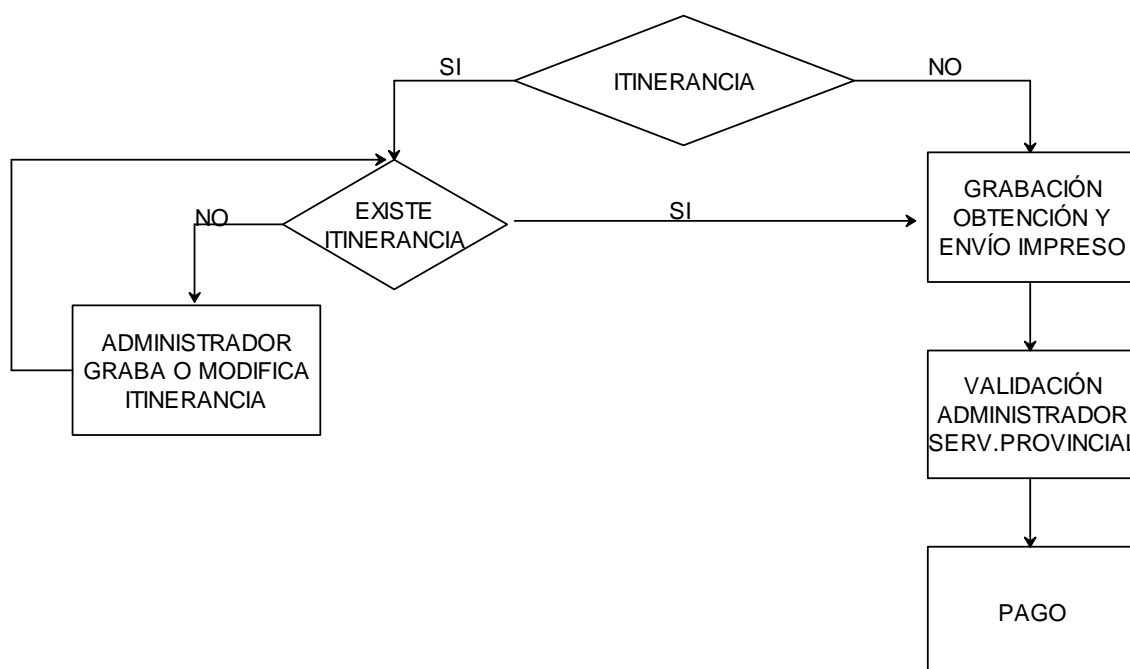 SI
ITINERANCIA
NO
EXISTE
ITINERANCIA
NO
SI
GRABACIÓN
OBTENCIÓN Y
ENVÍO IMPRESO
ADMINISTRADOR
GRABA O MODIFICA
ITINERANCIA
VALIDACIÓN
ADMINISTRADOR
SERV.PROVINCIAL
PAGO